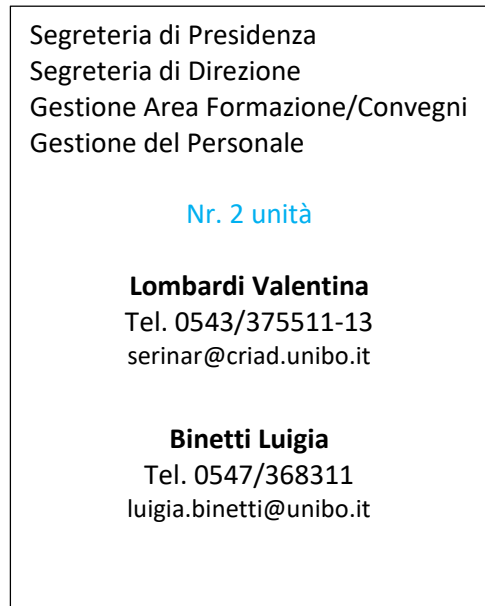 Segreteria di Presidenza
Segreteria di Direzione
Gestione Area Formazione/Convegni
Gestione del Personale
Nr. 2 unità
Lombardi Valentina
Tel. 0543/375511-13
serinar@criad.unibo.it
Binetti Luigia
Tel. 0547/368311
luigia.binetti@unibo.it